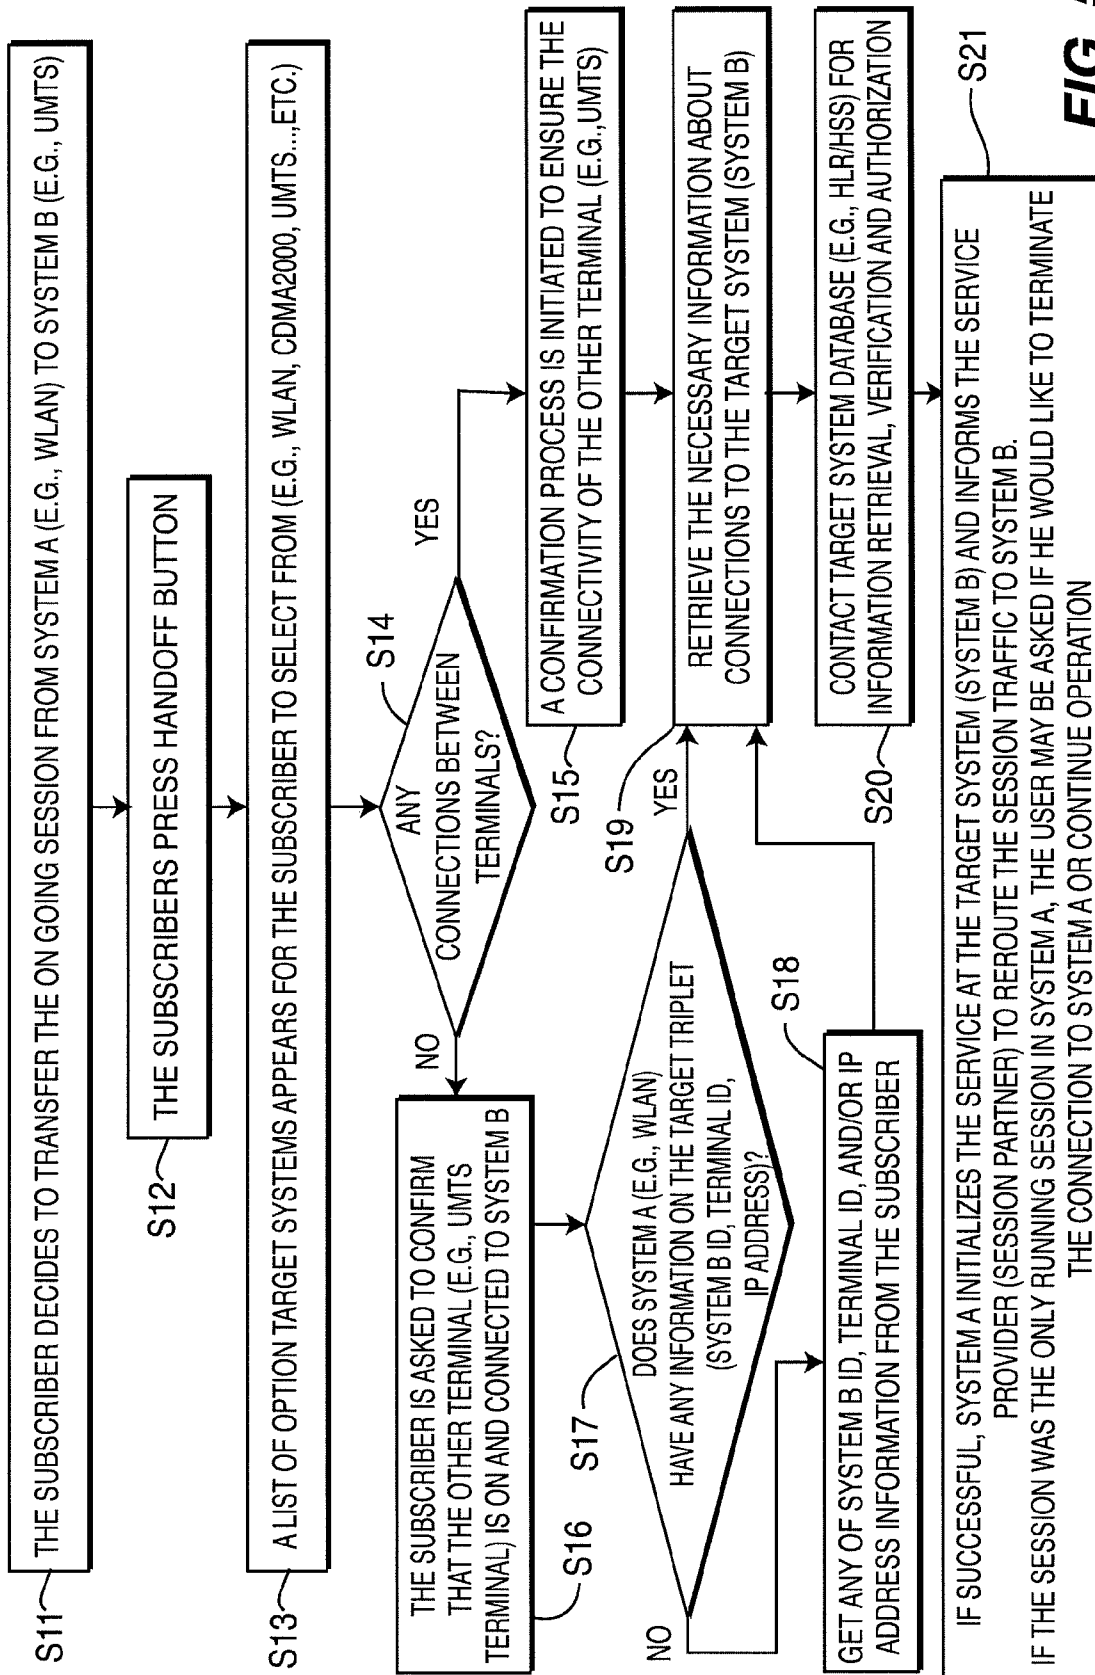 S11
THE SUBSCRIBER DECIDES TO TRANSFER THE ON GOING SESSION FROM SYSTEM A (E.G., WLAN) TO SYSTEM B (E.G., UMTS)
S12
THE SUBSCRIBERS PRESS HANDOFF BUTTON
S13
A LIST OF OPTION TARGET SYSTEMS APPEARS FOR THE SUBSCRIBER TO SELECT FROM (E.G., WLAN, CDMA2000, UMTS...,ETC.)
S14
ANY
CONNECTIONS BETWEEN
TERMINALS?
NO
YES
S15
A CONFIRMATION PROCESS IS INITIATED TO ENSURE THE
CONNECTIVITY OF THE OTHER TERMINAL (E.G.,UMTS)
THE SUBSCRIBER IS ASKED TO CONFIRM
THAT THE OTHER TERMINAL (E.G., UMTS
TERMINAL) IS ON AND CONNECTED TO SYSTEM B
S16
S17
DOES SYSTEM A (E.G., WLAN)
HAVE ANY INFORMATION ON THE TARGET TRIPLET
(SYSTEM B ID, TERMINAL ID,
IP ADDRESS)?
NO
YES
S18
GET ANY OF SYSTEM B ID, TERMINAL ID, AND/OR IP
ADDRESS INFORMATION FROM THE SUBSCRIBER
S19
RETRIEVE THE NECESSARY INFORMATION ABOUT
CONNECTIONS TO THE TARGET SYSTEM (SYSTEM B)
S20
CONTACT TARGET SYSTEM DATABASE (E.G., HLR/HSS) FOR
INFORMATION RETRIEVAL, VERIFICATION AND AUTHORIZATION
S21
IF SUCCESSFUL, SYSTEM A INITIALIZES THE SERVICE AT THE TARGET SYSTEM (SYSTEM B) AND INFORMS THE SERVICE
PROVIDER (SESSION PARTNER) TO REROUTE THE SESSION TRAFFIC TO SYSTEM B.
IF THE SESSION WAS THE ONLY RUNNING SESSION IN SYSTEM A, THE USER MAY BE ASKED IF HE WOULD LIKE TO TERMINATE
THE CONNECTION TO SYSTEM A OR CONTINUE OPERATION
FIG.